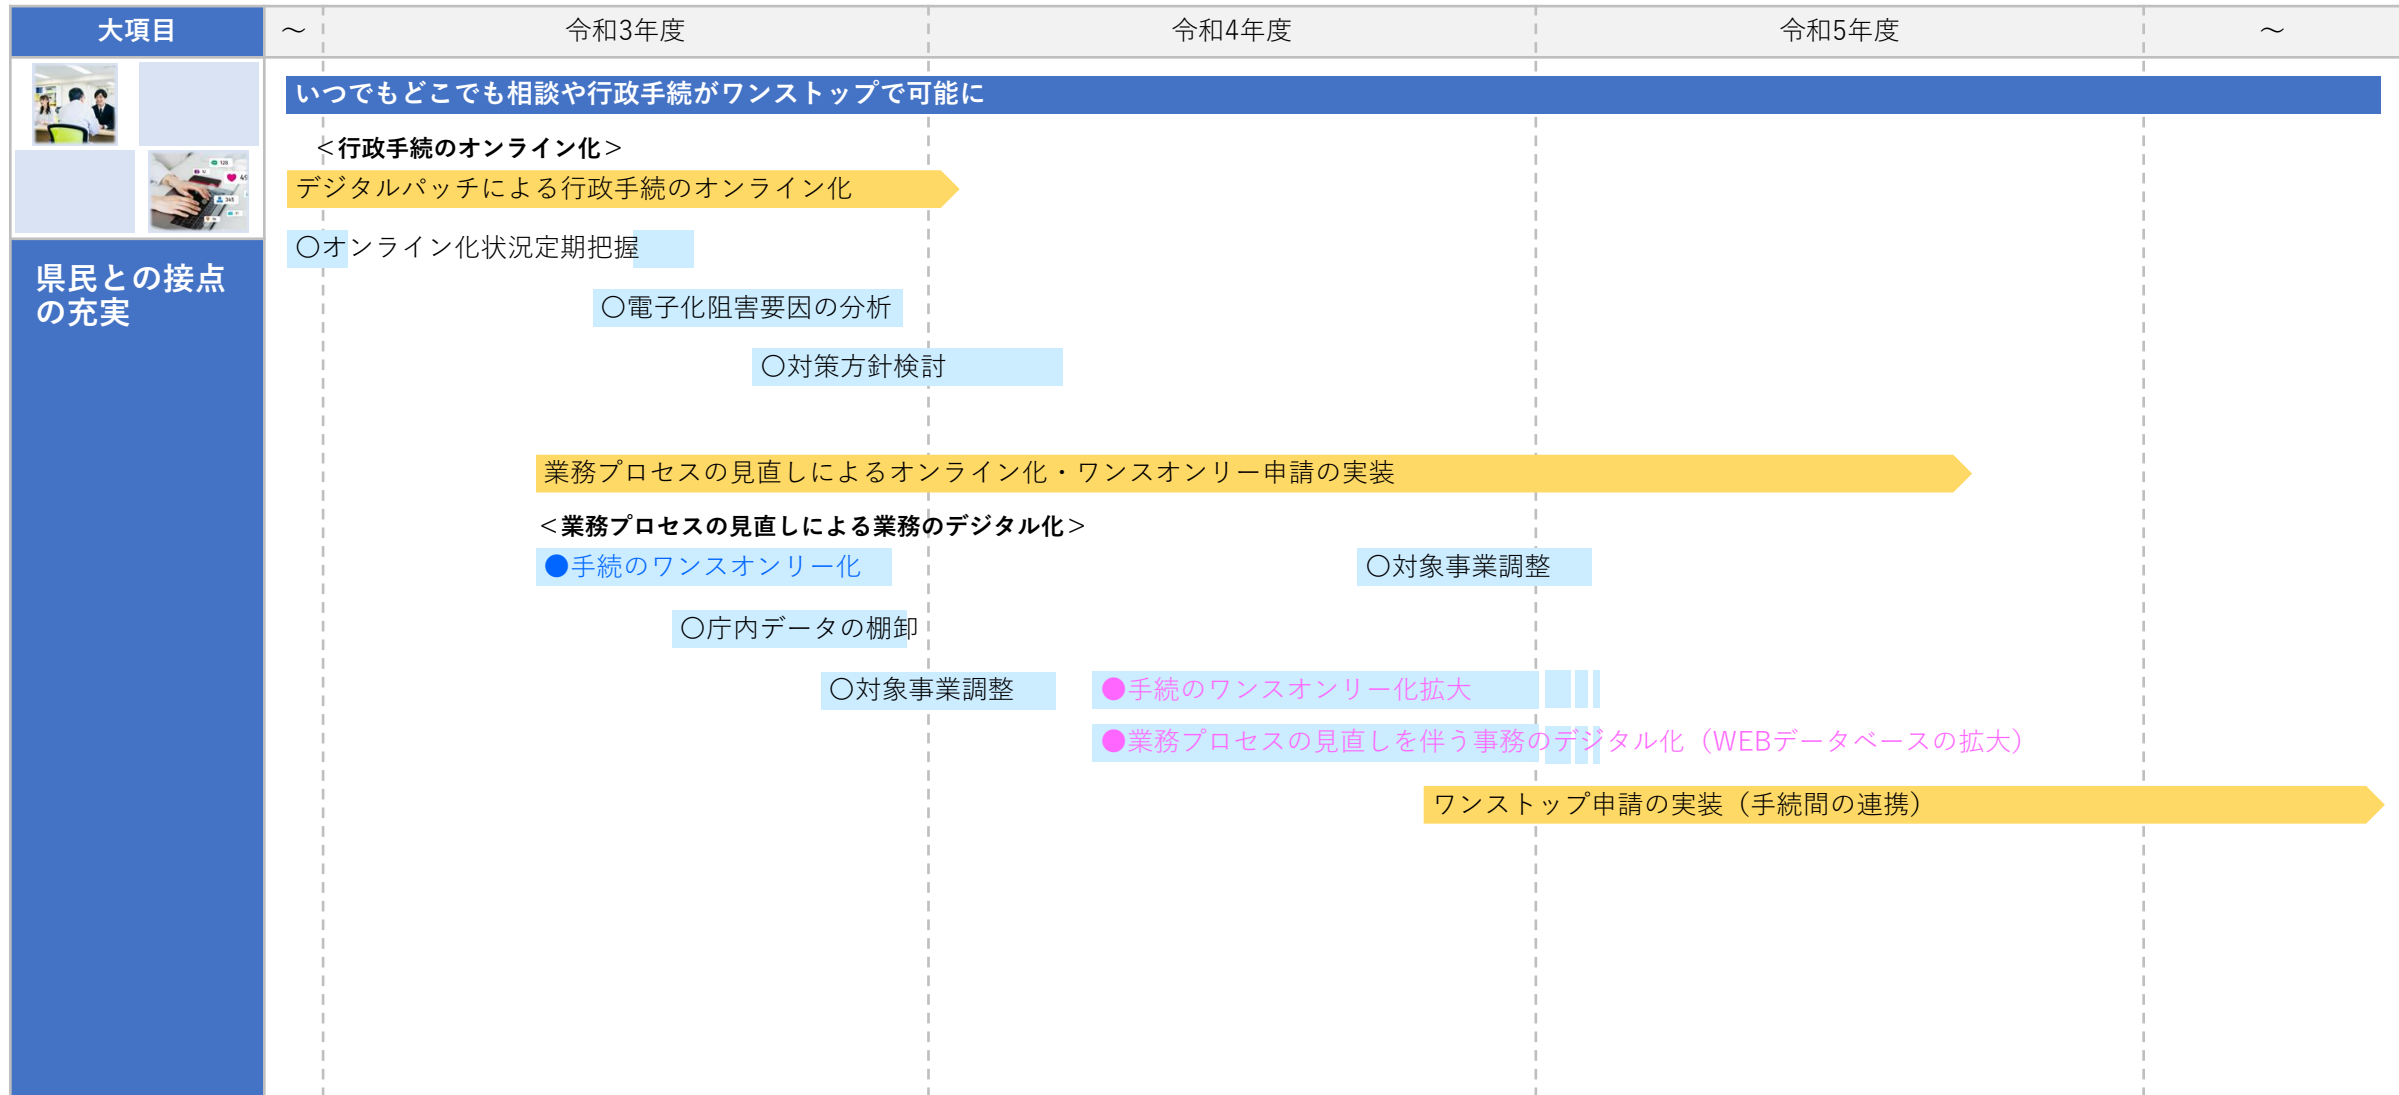 大項目
～
令和3年度
令和4年度
令和5年度
～
いつでもどこでも相談や行政手続がワンストップで可能に
＜行政手続のオンライン化＞
デジタルパッチによる行政手続のオンライン化
〇オンライン化状況定期把握
県民との接点
の充実
〇電子化阻害要因の分析
〇対策方針検討
業務プロセスの見直しによるオンライン化・ワンスオンリー申請の実装
＜業務プロセスの見直しによる業務のデジタル化＞
●手続のワンスオンリー化
〇対象事業調整
〇庁内データの棚卸
〇対象事業調整
●手続のワンスオンリー化拡大
●業務プロセスの見直しを伴う事務のデジタル化（WEBデータベースの拡大）
ワンストップ申請の実装（手続間の連携）